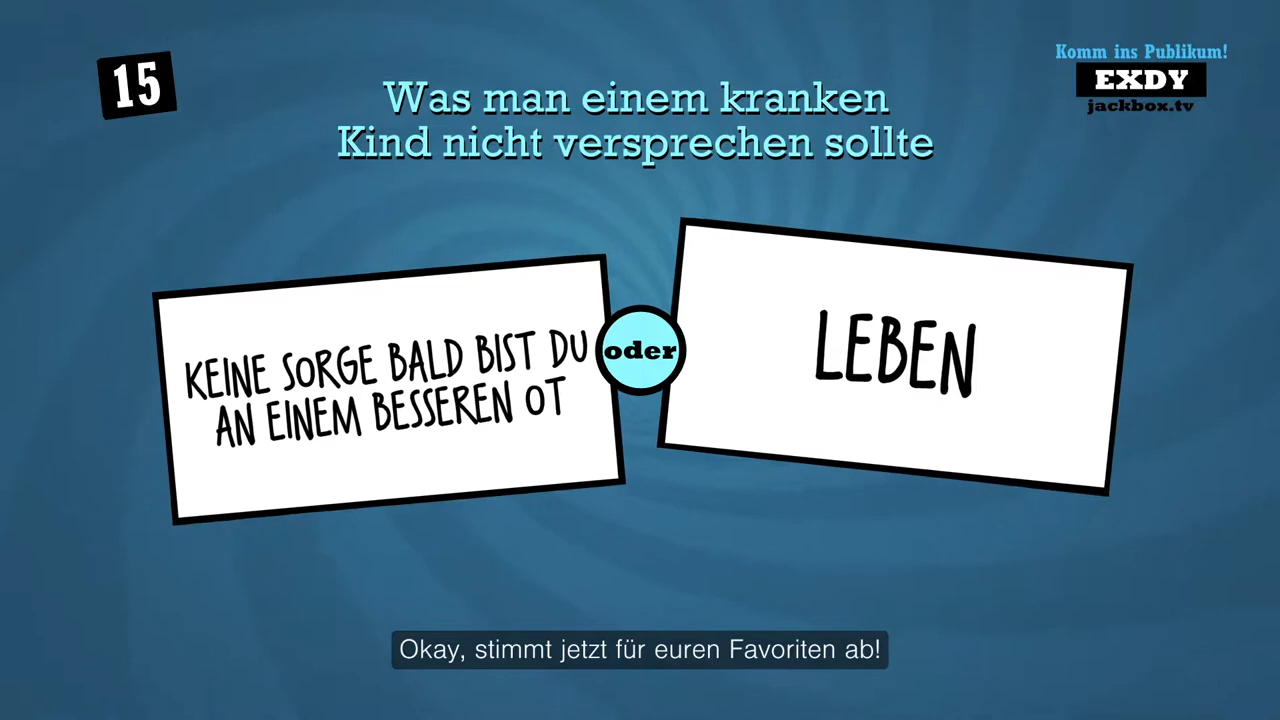 15
Komm ins Publikum!
EXDY
jackbox.tv
Was man einem kranken
Kind nicht versprechen sollte
KEINE SORGE BALD BIST DU
AN EINEM BESSEREN OT
oder
LEBEN
Okay, stimmt jetzt für euren Favoriten ab!